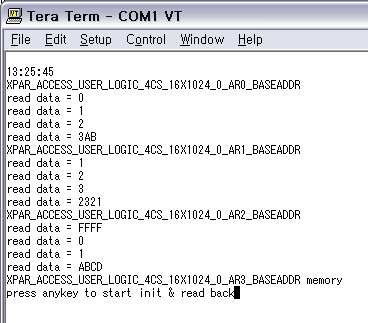 Tera Term - COM1 VT
File Edit Setup Control Window Help
13:25:45
XPAR_ACCESS_USER_LOGIC_4CS_16X1024_0_AR0_BASEADDR
read data = 0
read data = 1
read data = 2
read data = 3AB
XPAR_ACCESS_USER_LOGIC_4CS_16X1024_0_AR1_BASEADDR
read data = 1
read data = 2
read data = 3
read data = 2321
XPAR_ACCESS_USER_LOGIC_4CS_16X1024_0_AR2_BASEADDR
read data = FFFF
read data = 0
read data = 1
read data = ABCD
XPAR_ACCESS_USER_LOGIC_4CS_16X1024_0_AR3_BASEADDR memory
press anykey to start init & read back